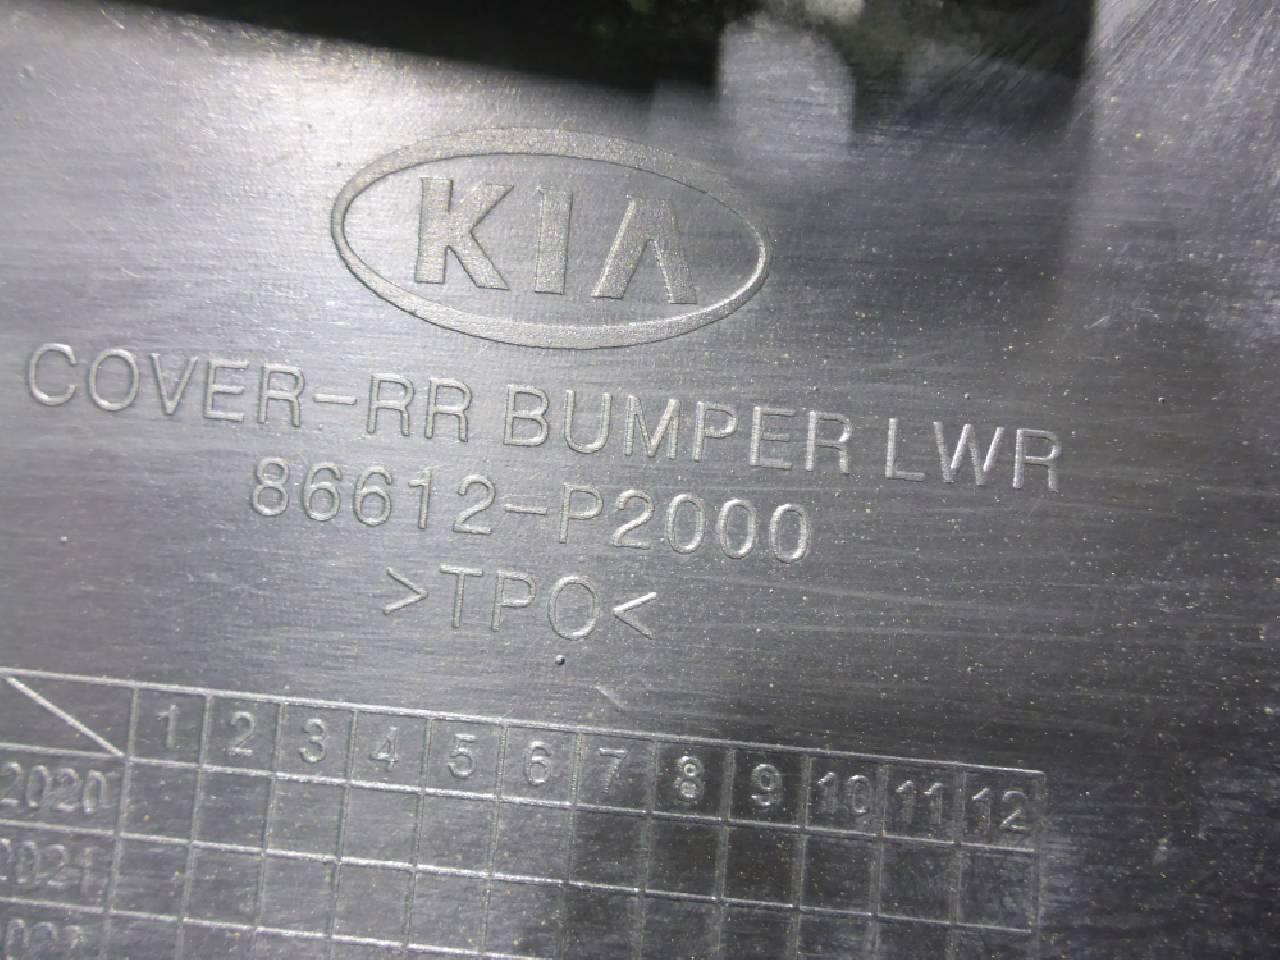 KIA
COVER-RR BUMPER LWR
86612-P2000
>TPO<
1 2 3 4 5 6 7 8 9 10 11 12
2020
2021